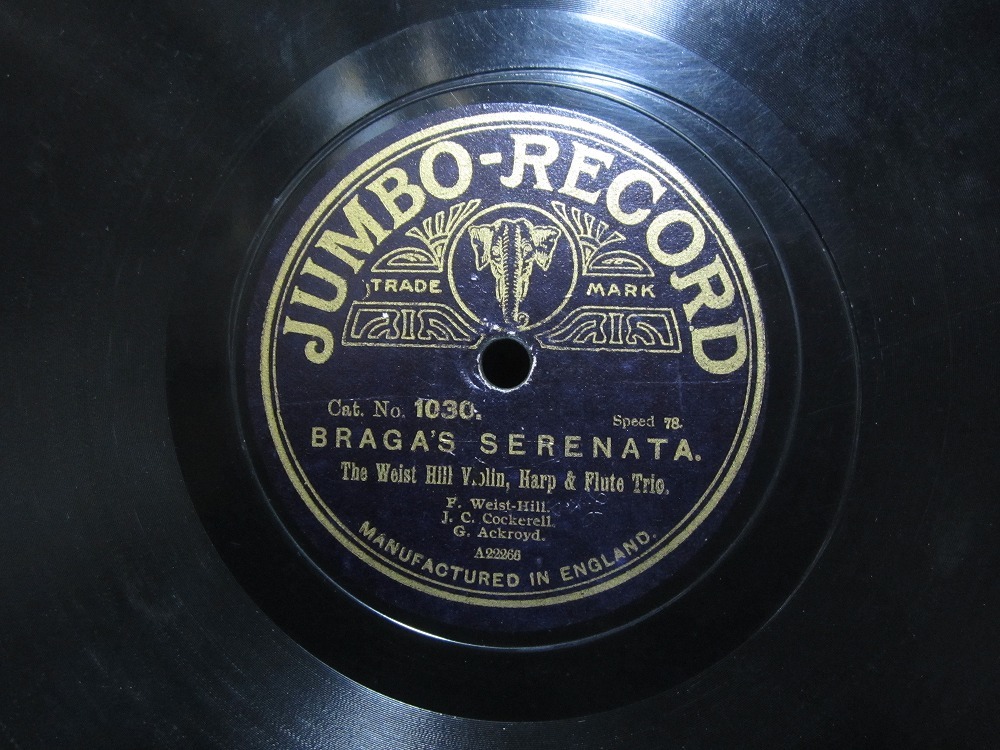 JUMBO-RECORD
TRADE MARK
Cat. No. 1030.
Speed 78.
BRAGA'S SERENATA.
The Weist Hill Violin, Harp & Flute Trio.
F. Weist-Hill.
J. C. Cockerell.
G. Ackroyd.
A22266
MANUFACTURED IN ENGLAND.